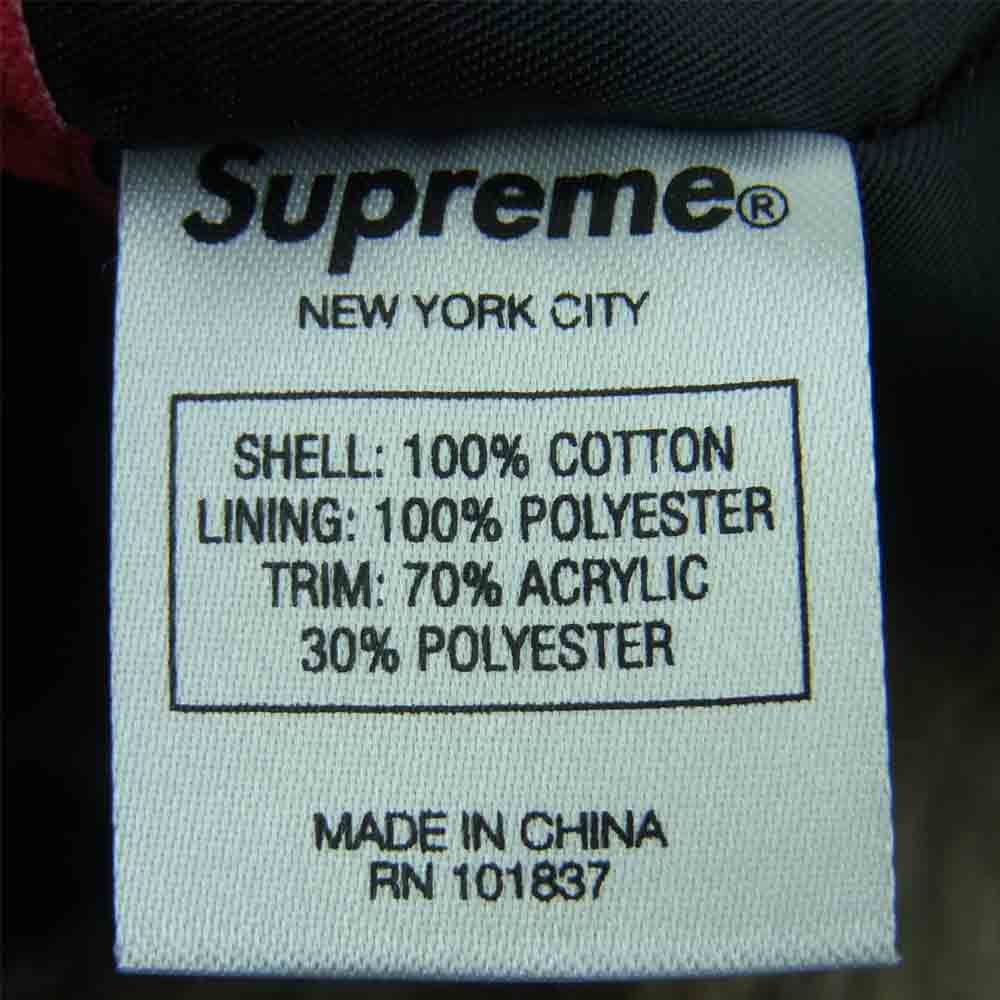 Supreme®
NEW YORK CITY
SHELL: 100% COTTON
LINING: 100% POLYESTER
TRIM: 70% ACRYLIC
30% POLYESTER
MADE IN CHINA
RN 101837